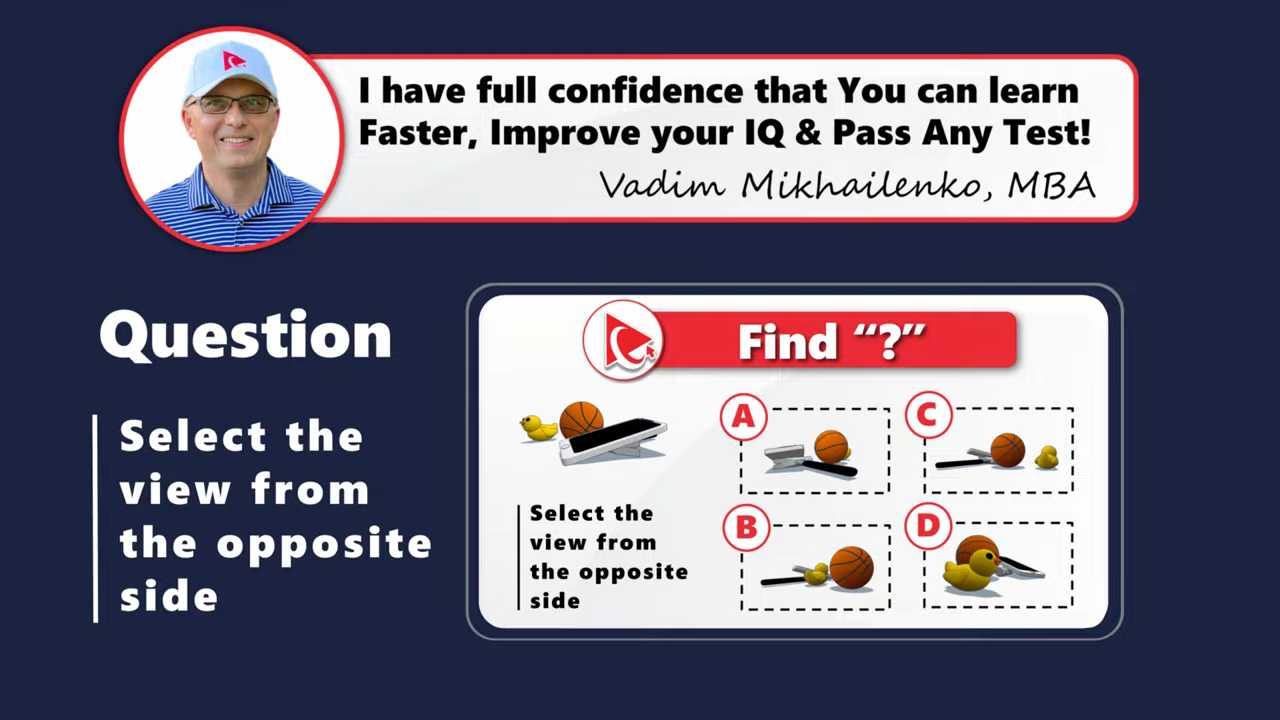 I have full confidence that You can learn
Faster, Improve your IQ & Pass Any Test!
Vadim Mikhailenko, MBA
Question
Select the
view from
the opposite
side
Find “?”
Select the
view from
the opposite
side
A
C
B
D